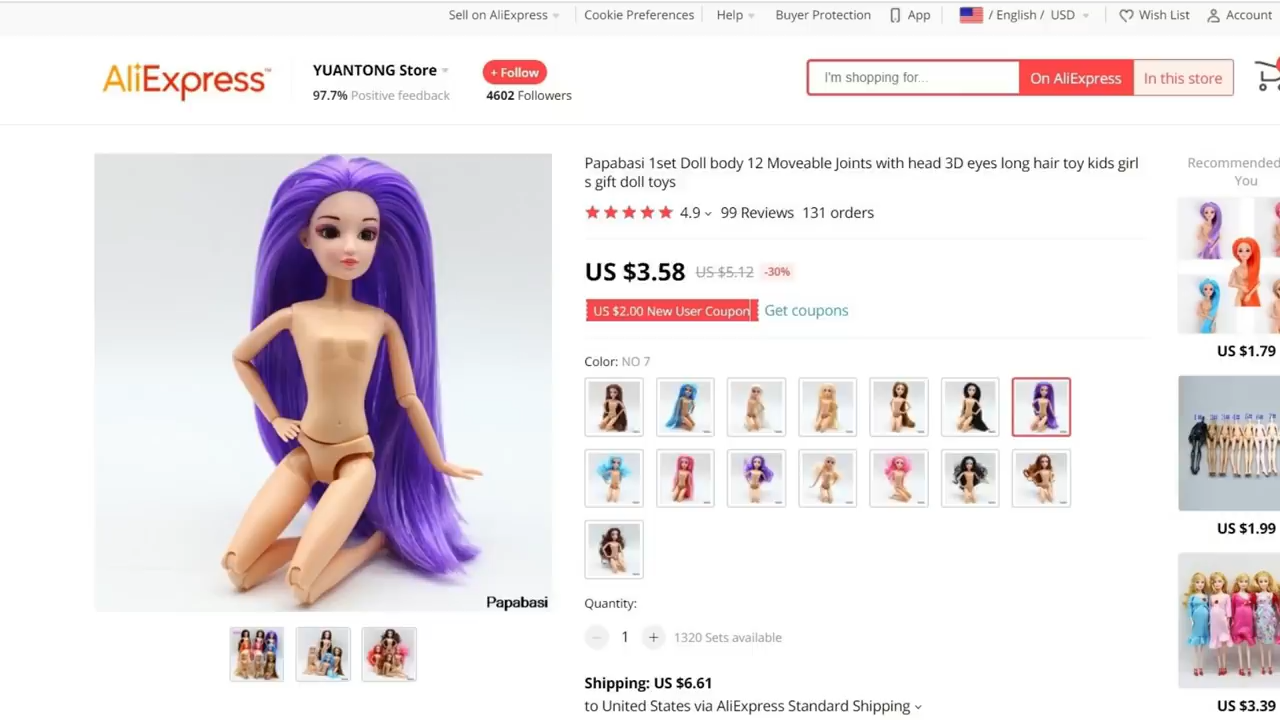 Sell on AliExpress
Cookie Preferences
Help
Buyer Protection
App
/ English / USD
Wish List
Account
AliExpress™
YUANTONG Store
+ Follow
97.7% Positive feedback
4602 Followers
I'm shopping for...
On AliExpress
In this store
Papabasi 1set Doll body 12 Moveable Joints with head 3D eyes long hair toy kids girl
s gift doll toys
4.9
99 Reviews
131 orders
US $3.58
US $5.12
-30%
US $2.00 New User Coupon
Get coupons
Color: NO 7
Papabasi
Quantity:
1
1320 Sets available
Shipping: US $6.61
to United States via AliExpress Standard Shipping
Recommended
You
US $1.79
US $1.99
US $3.39